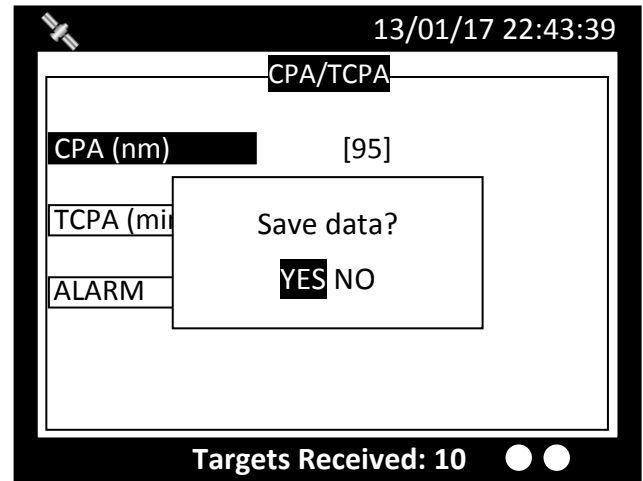 13/01/17 22:43:39
CPA/TCPA
CPA (nm) [95]
TCPA
Save data?
YES NO
ALARM
Targets Received: 10